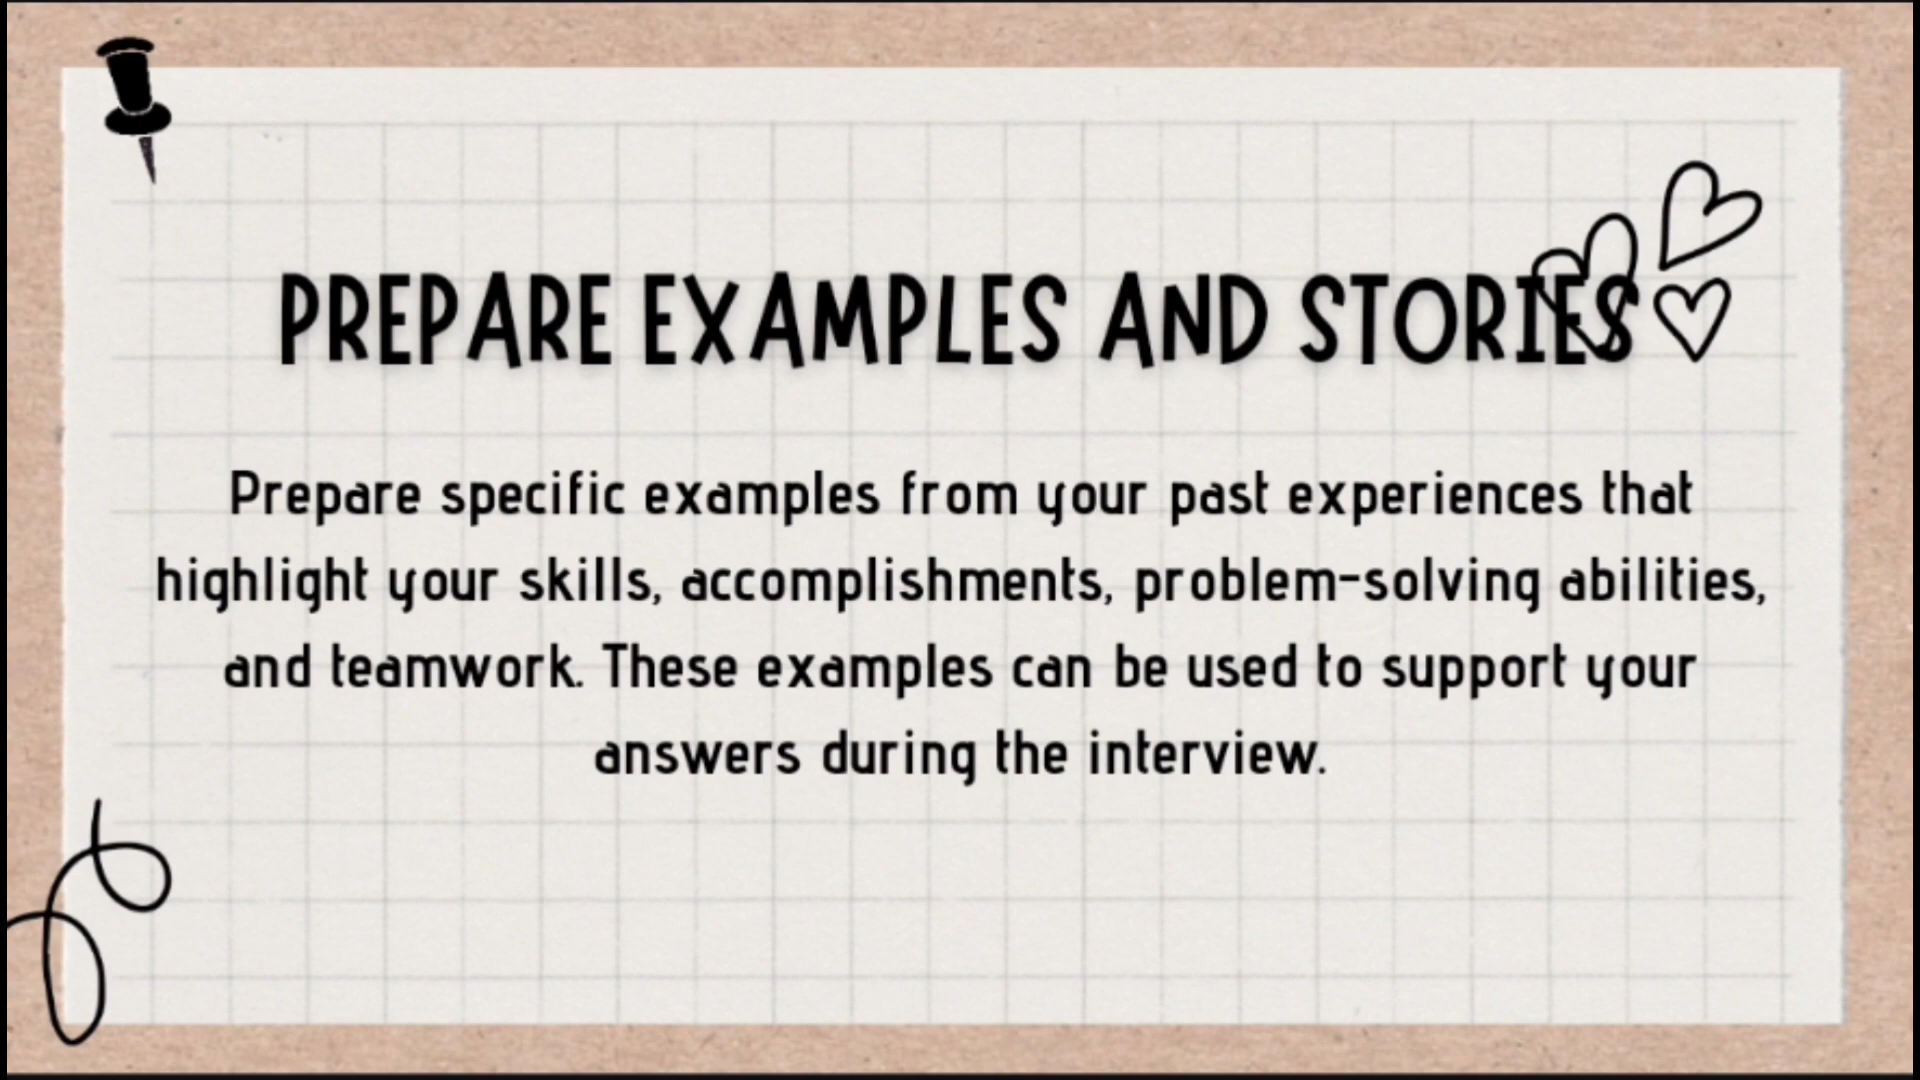 PREPARE EXAMPLES AND STORIES
Prepare specific examples from your past experiences that
highlight your skills, accomplishments, problem-solving abilities,
and teamwork. These examples can be used to support your
answers during the interview.